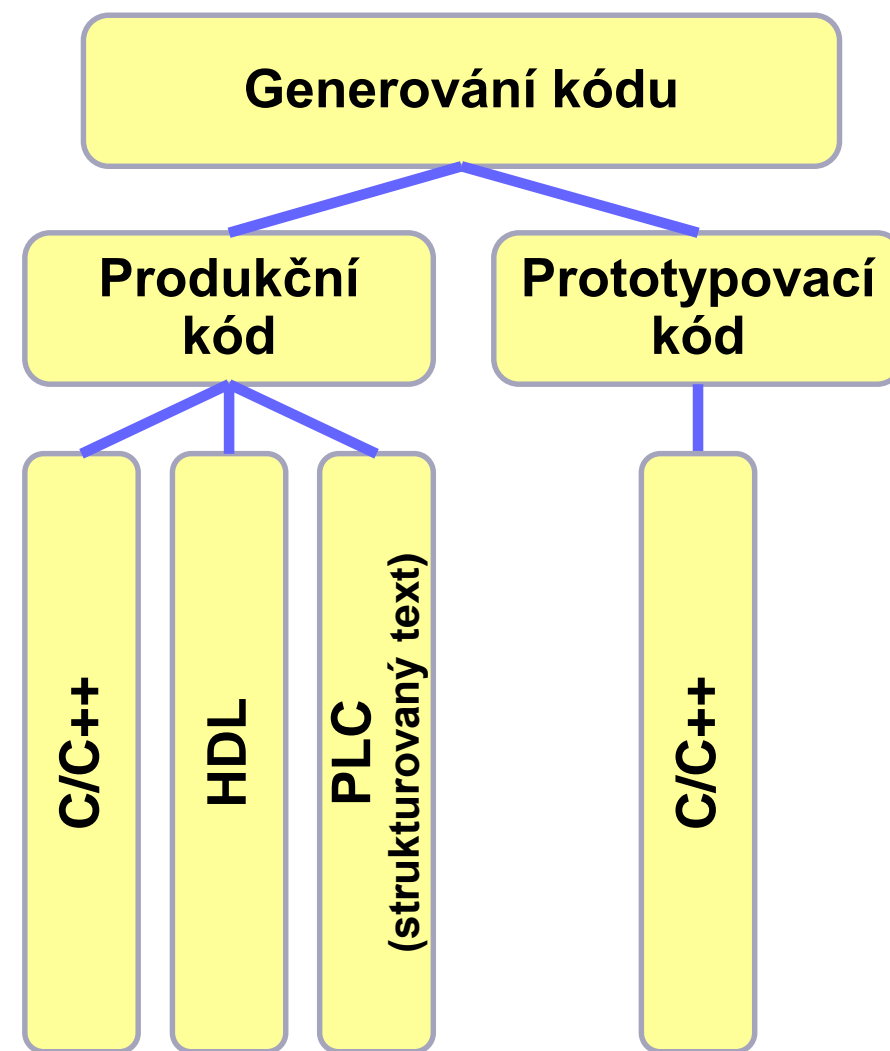 Generování kódu
Produkční
kód
Prototypovací
kód
C/C++
HDL
PLC
(strukturovaný text)
C/C++